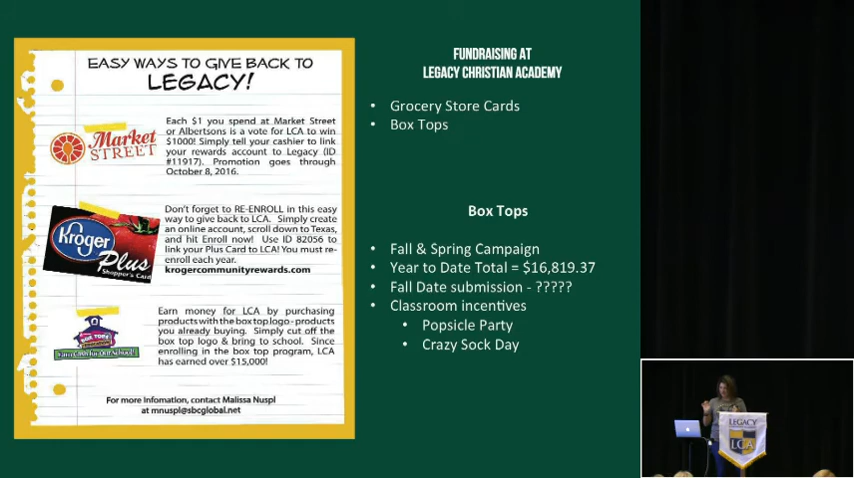 EASY WAYS TO GIVE BACK TO
LEGACY!
Market
STREET
Each $1 you spend at Market Street
or Albertsons is a vote for LCA to win
$1000! Simply tell your cashier to link
your rewards account to Legacy (ID
#11917). Promotion goes through
October 8, 2016.
Kroger
Plus
Shopper's Card
Don't forget to RE-ENROLL in this easy
way to give back to LCA. Simply create
an online account, scroll down to Texas,
and hit Enroll now! Use ID 82056 to
link your Plus Card to LCA! You must re-
enroll each year.
krogercommunityrewards.com
BOX TOPS
Earn money for LCA by purchasing
products with the box top logo - products
you already buying. Simply cut off the
box top logo & bring to school. Since
enrolling in the box top program, LCA
has earned over $15,000!
For more Infomation, contact Malissa Nuspl
at mnuspl@sbcglobal.net
FUNDRAISING AT
LEGACY CHRISTIAN ACADEMY
• Grocery Store Cards
• Box Tops
Box Tops
• Fall & Spring Campaign
• Year to Date Total = $16,819.37
• Fall Date submission - ?????
• Classroom incentives
• Popsicle Party
• Crazy Sock Day
LEGACY
LCA